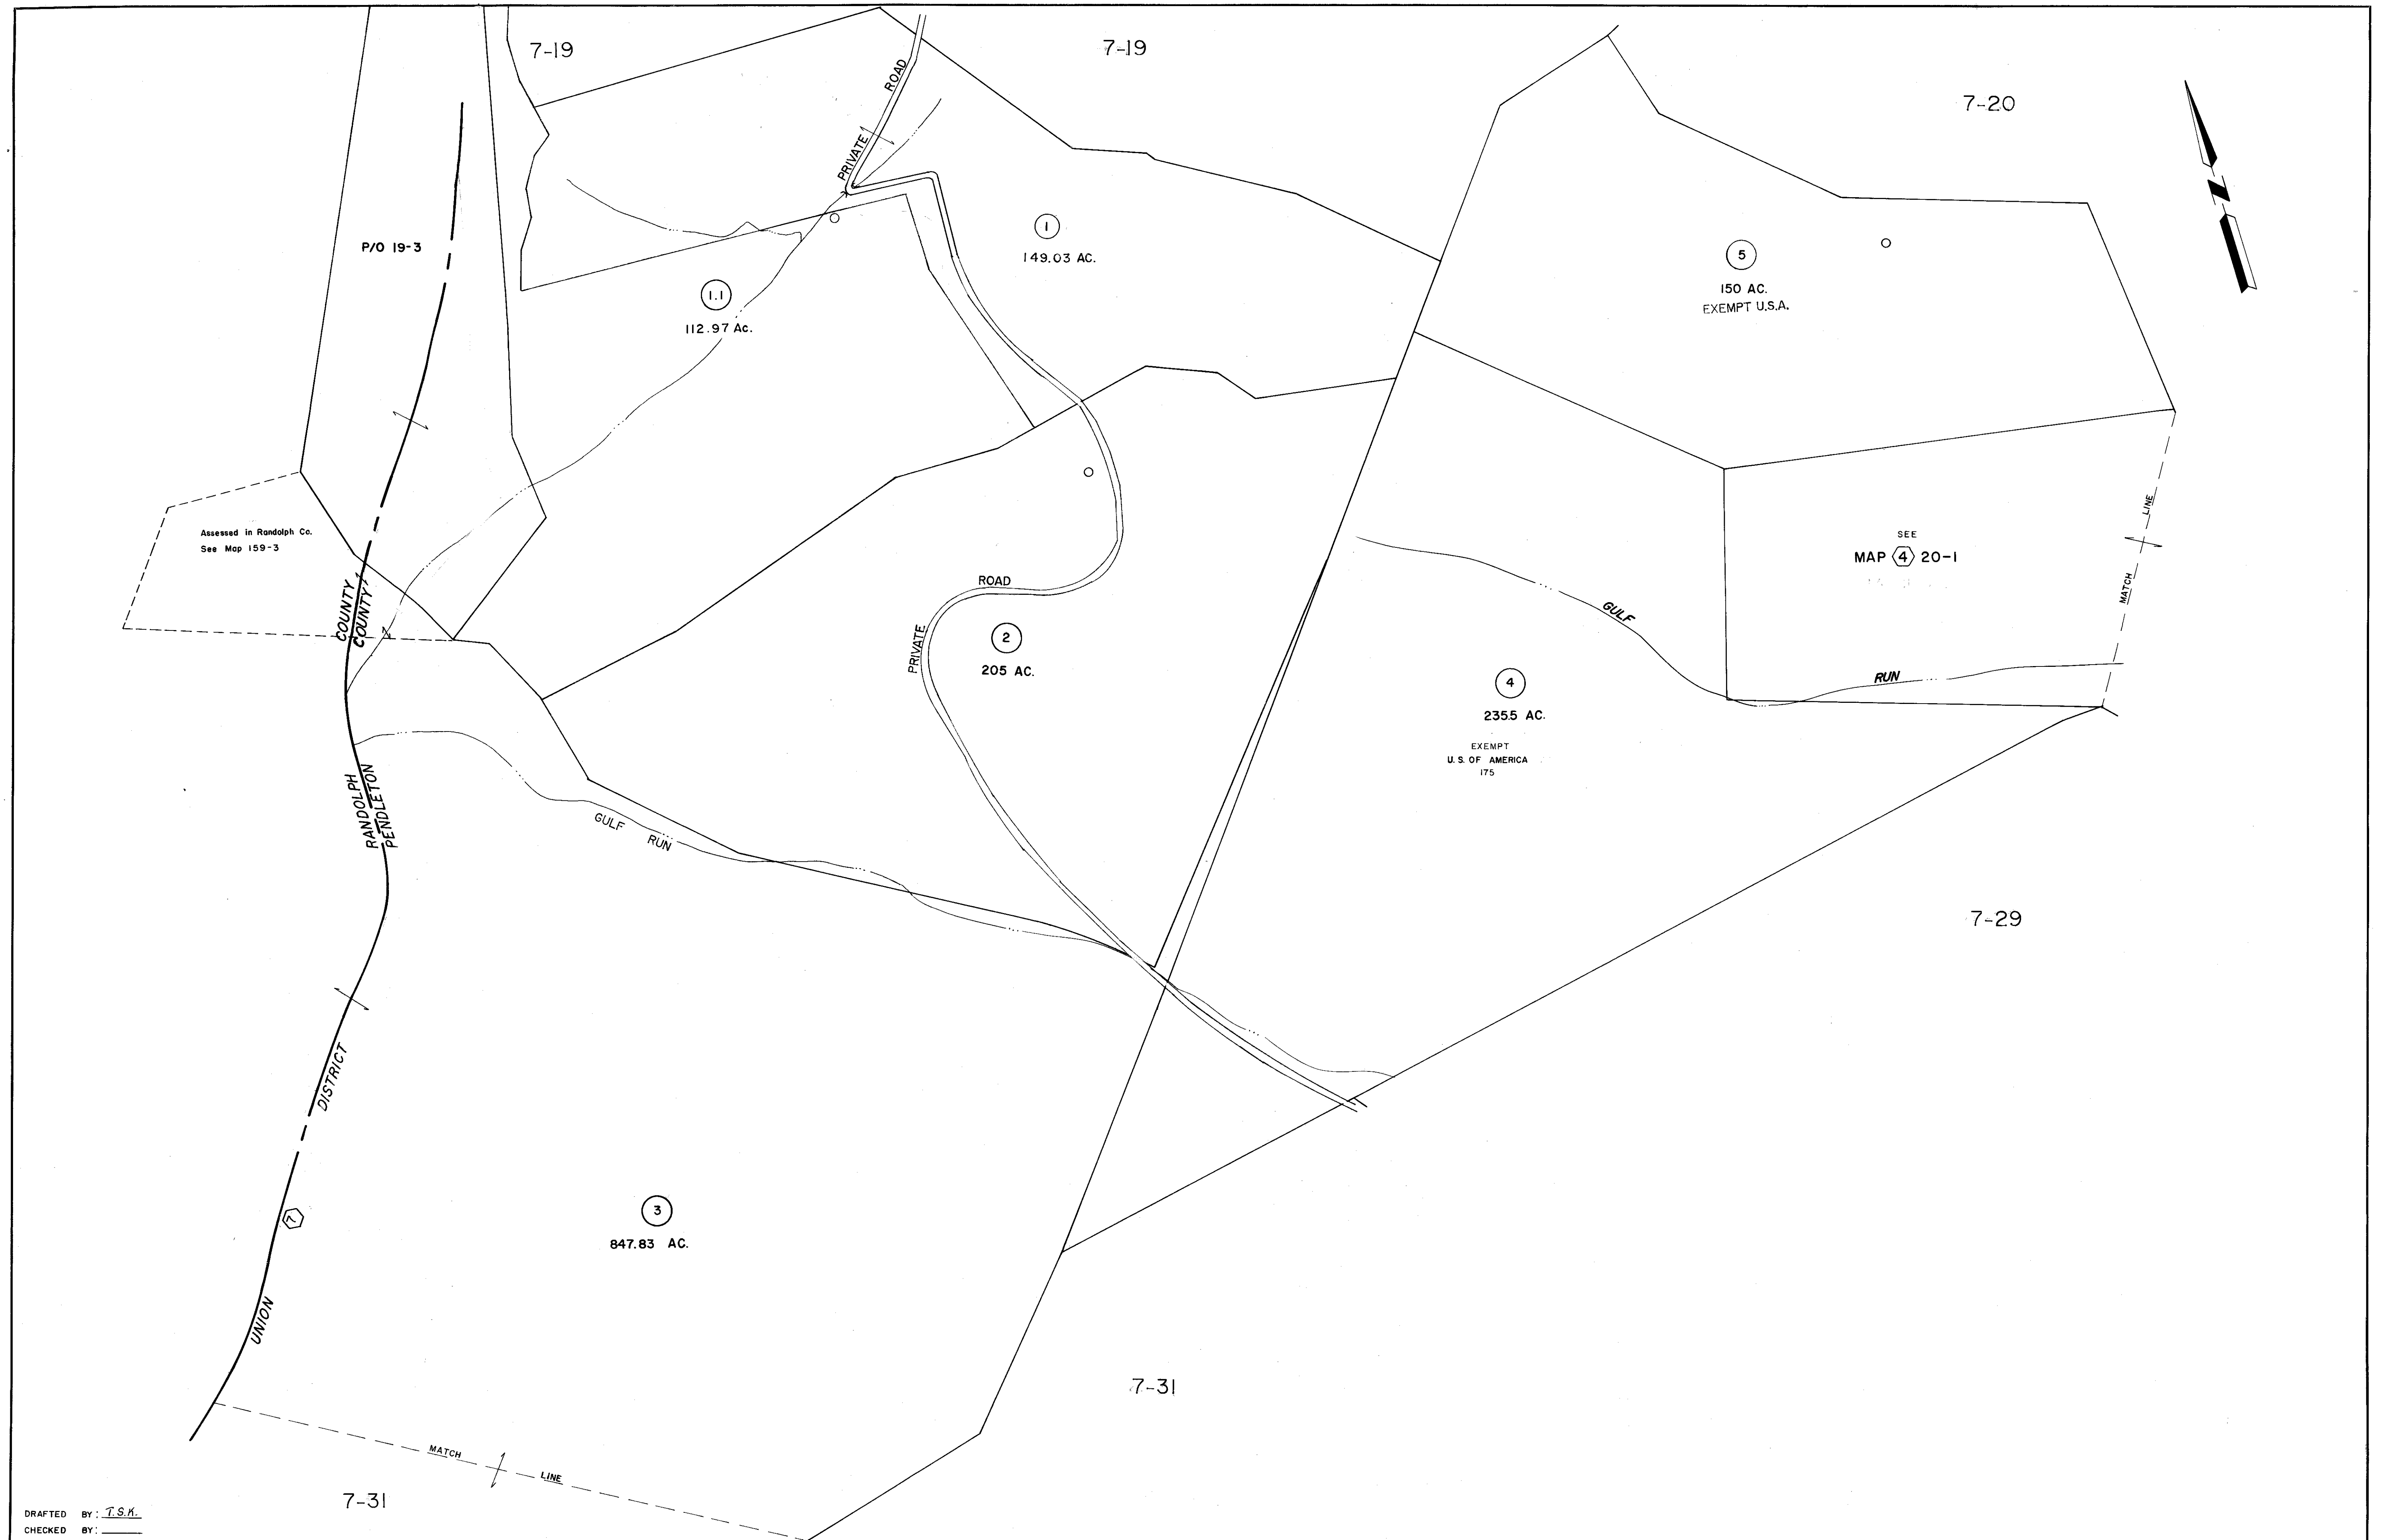 7-19
7-19
7-20
ROAD
PRIVATE
P/O 19-3
1
149.03 AC.
5
150 AC.
EXEMPT U.S.A.
1.1
112.97 Ac.
N
Assessed in Randolph Co.
See Map 159-3
SEE
MAP 4 20-1
MATCH LINE
COUNTY
COUNTY
ROAD
PRIVATE
2
205 AC.
GULF
RUN
4
235.5 AC.
EXEMPT
U. S. OF AMERICA
175
RANDOLPH
PENDLETON
GULF RUN
7-29
DISTRICT
7
UNION
3
847.83 AC.
7-31
MATCH LINE
7-31
DRAFTED BY: T.S.K.
CHECKED BY: